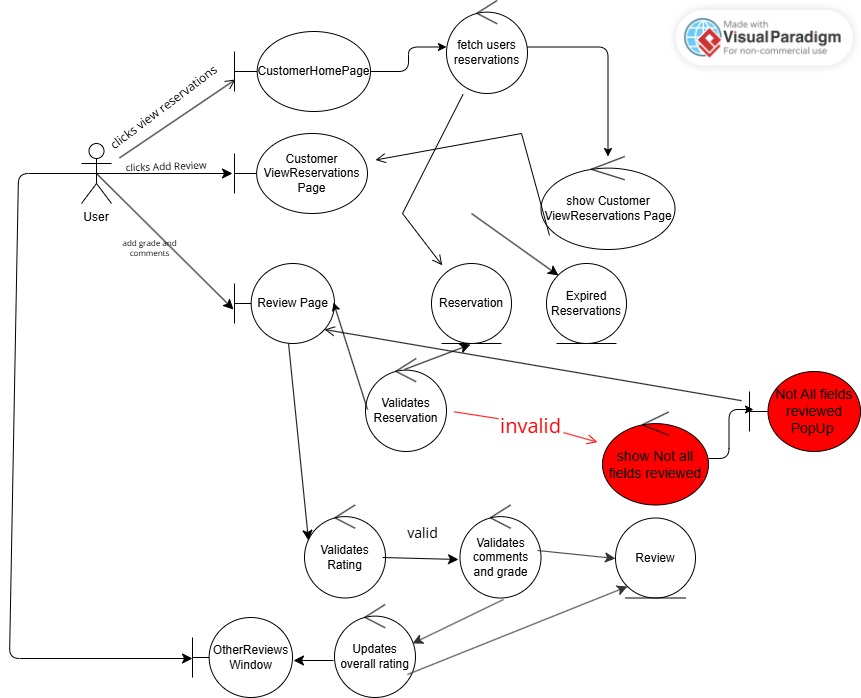 Made with
VisualParadigm
For non-commercial use
fetch users
reservations
CustomerHomePage
clicks view reservations
clicks Add Review
Customer
ViewReservations
Page
show Customer
ViewReservations Page
User
add grade and
comments
Review Page
Reservation
Expired
Reservations
Validates
Reservation
invalid
Not All fields
reviewed
PopUp
show Not all
fields reviewed
valid
Validates
Rating
Validates
comments
and grade
Review
OtherReviews
Window
Updates
overall rating